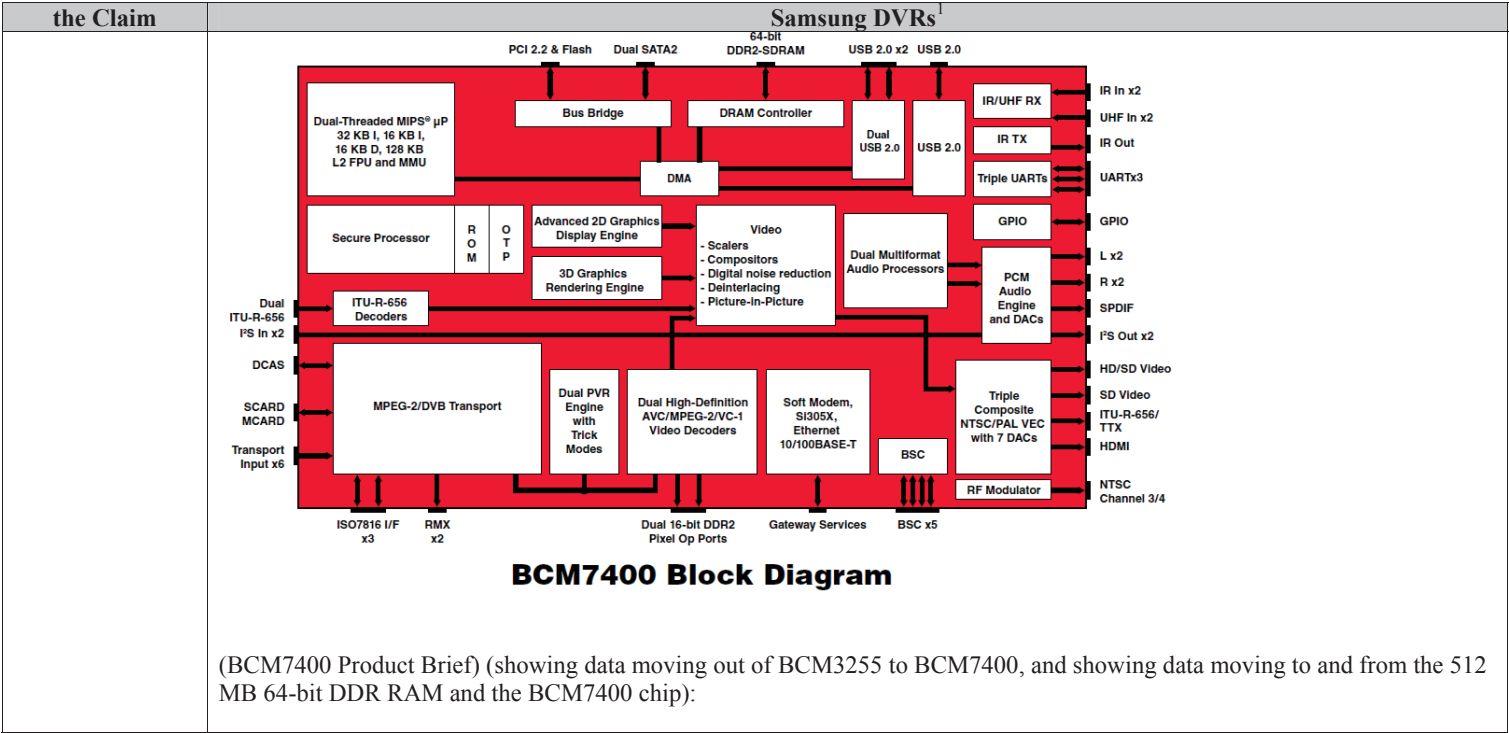 the Claim
Samsung DVRs1
PCI 2.2 & Flash
Dual SATA2
64-bit
DDR2-SDRAM
USB 2.0 x2
USB 2.0
Dual-Threaded MIPS® µP
32 KB I, 16 KB I,
16 KB D, 128 KB
L2 FPU and MMU
Bus Bridge
DRAM Controller
Dual
USB 2.0
USB 2.0
IR/UHF RX
IR In x2
UHF In x2
IR TX
IR Out
DMA
Triple UARTs
UARTx3
Secure Processor
R
O
M
O
T
P
Advanced 2D Graphics
Display Engine
3D Graphics
Rendering Engine
Video
- Scalers
- Compositors
- Digital noise reduction
- Deinterlacing
- Picture-in-Picture
Dual Multiformat
Audio Processors
GPIO
GPIO
PCM
Audio
Engine
and DACs
L x2
R x2
SPDIF
I²S Out x2
Dual
ITU-R-656
I²S In x2
ITU-R-656
Decoders
DCAS
SCARD
MCARD
Transport
Input x6
MPEG-2/DVB Transport
Dual PVR
Engine
with
Trick
Modes
Dual High-Definition
AVC/MPEG-2/VC-1
Video Decoders
Soft Modem,
SI305X,
Ethernet
10/100BASE-T
BSC
Triple
Composite
NTSC/PAL VEC
with 7 DACs
HD/SD Video
SD Video
ITU-R-656/
TTX
HDMI
RF Modulator
NTSC
Channel 3/4
ISO7816 I/F
x3
RMX
x2
Dual 16-bit DDR2
Pixel Op Ports
Gateway Services
BSC x5
BCM7400 Block Diagram
(BCM7400 Product Brief) (showing data moving out of BCM3255 to BCM7400, and showing data moving to and from the 512
MB 64-bit DDR RAM and the BCM7400 chip):